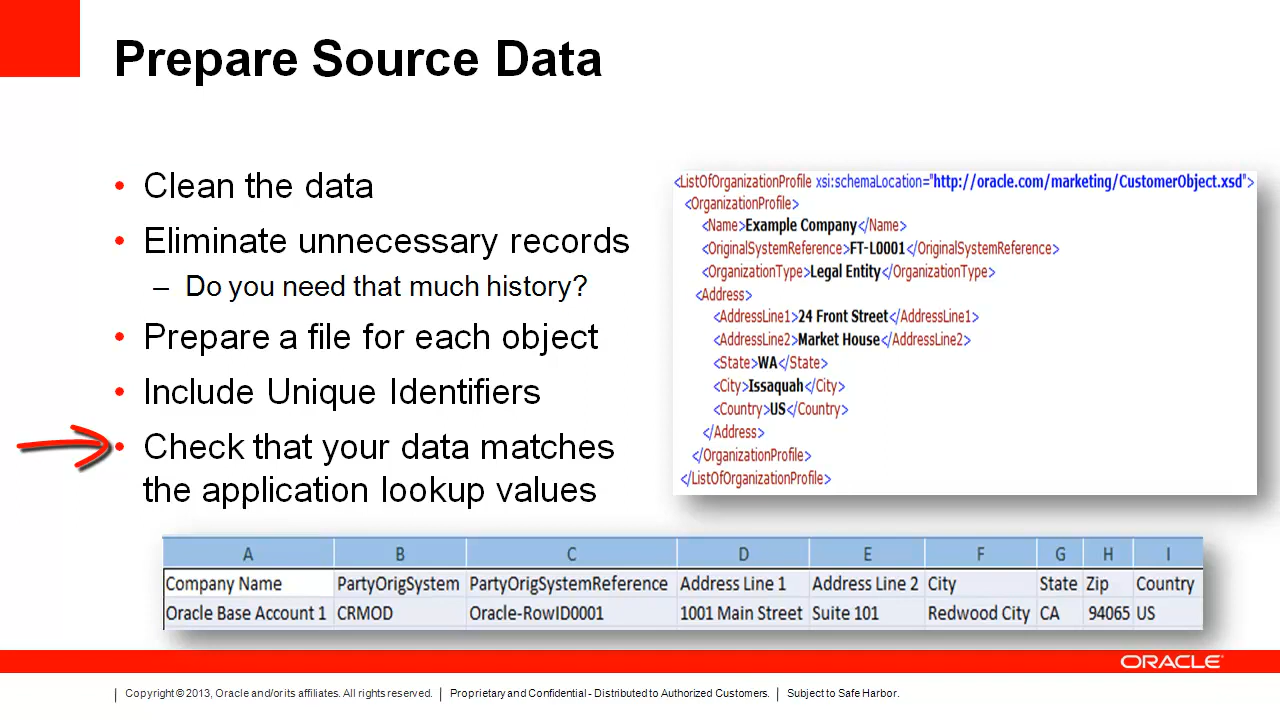 Prepare Source Data
• Clean the data
• Eliminate unnecessary records
– Do you need that much history?
• Prepare a file for each object
• Include Unique Identifiers
• Check that your data matches
the application lookup values
<ListOfOrganizationProfile xsi:schemaLocation="http://oracle.com/marketing/CustomerObject.xsd">
<OrganizationProfile>
<Name>Example Company</Name>
<OriginalSystemReference>FT-L0001</OriginalSystemReference>
<OrganizationType>Legal Entity</OrganizationType>
<Address>
<AddressLine1>24 Front Street</AddressLine1>
<AddressLine2>Market House</AddressLine2>
<State>WA</State>
<City>Issaquah</City>
<Country>US</Country>
</Address>
</OrganizationProfile>
</ListOfOrganizationProfile>
A B C D E F G H I
Company Name PartyOrigSystem PartyOrigSystemReference Address Line 1 Address Line 2 City State Zip Country
Oracle Base Account 1 CRMOD Oracle-RowID0001 1001 Main Street Suite 101 Redwood City CA 94065 US
ORACLE
Copyright © 2013, Oracle and/orits affiliates. All rights reserved. | Proprietary and Confidential - Distributed to Authorized Customers. | Subject to Safe Harbor.